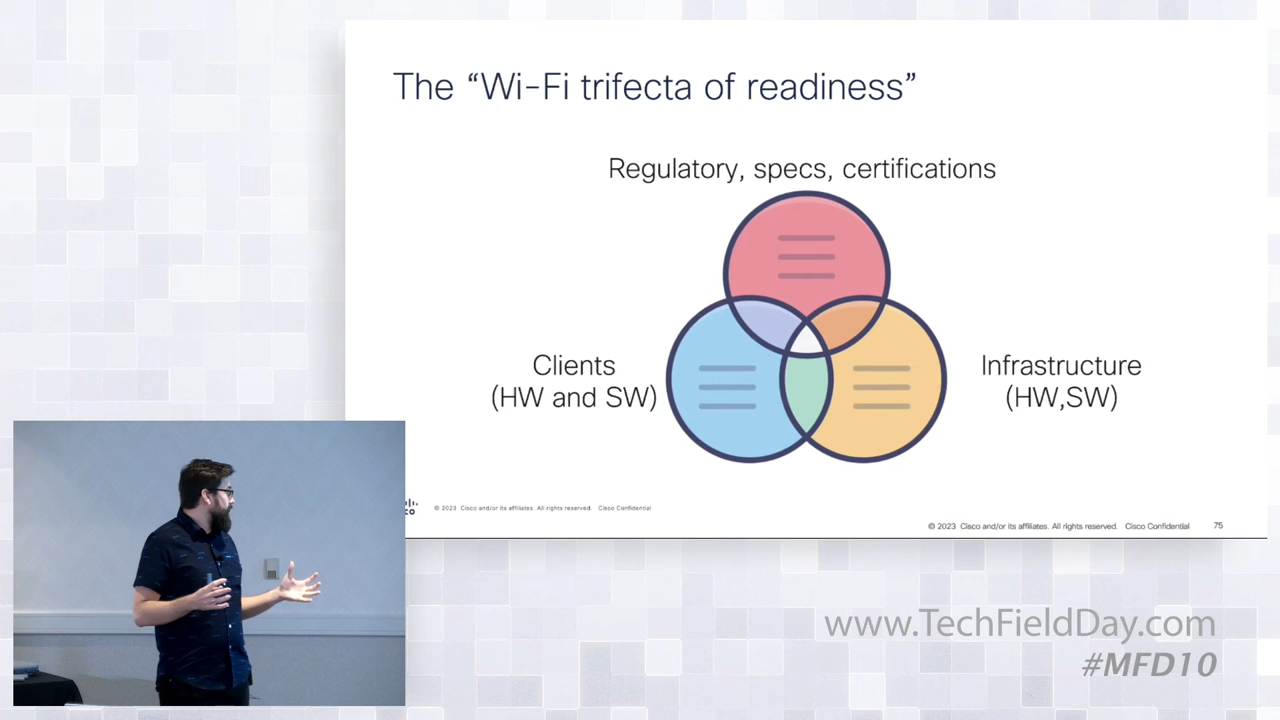 The “Wi-Fi trifecta of readiness”
Regulatory, specs, certifications
Clients
(HW and SW)
Infrastructure
(HW,SW)
© 2023 Cisco and/or its affiliates. All rights reserved. Cisco Confidential
© 2023 Cisco and/or its affiliates. All rights reserved. Cisco Confidential 75
www.TechFieldDay.com
#MFD10